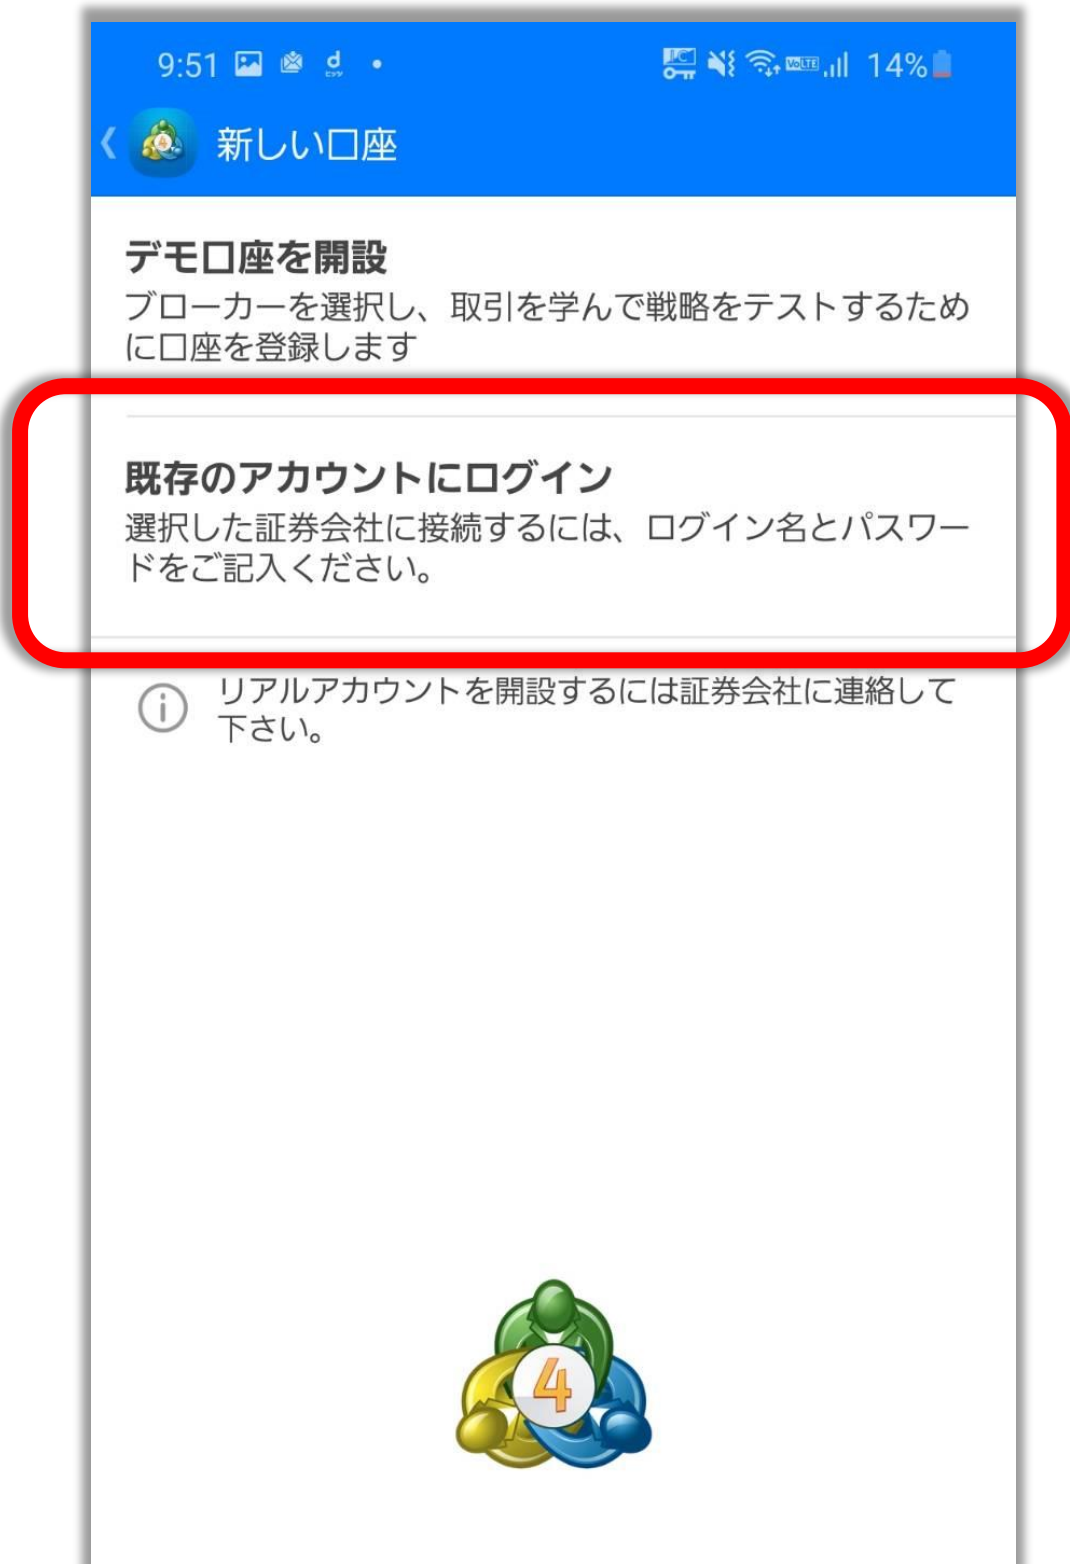 9:51
VoLTE 14%
新しい口座
デモ口座を開設
ブローカーを選択し、取引を学んで戦略をテストするため
に口座を登録します
既存のアカウントにログイン
選択した証券会社に接続するには、ログイン名とパスワー
ドをご記入ください。
リアルアカウントを開設するには証券会社に連絡して
下さい。
4